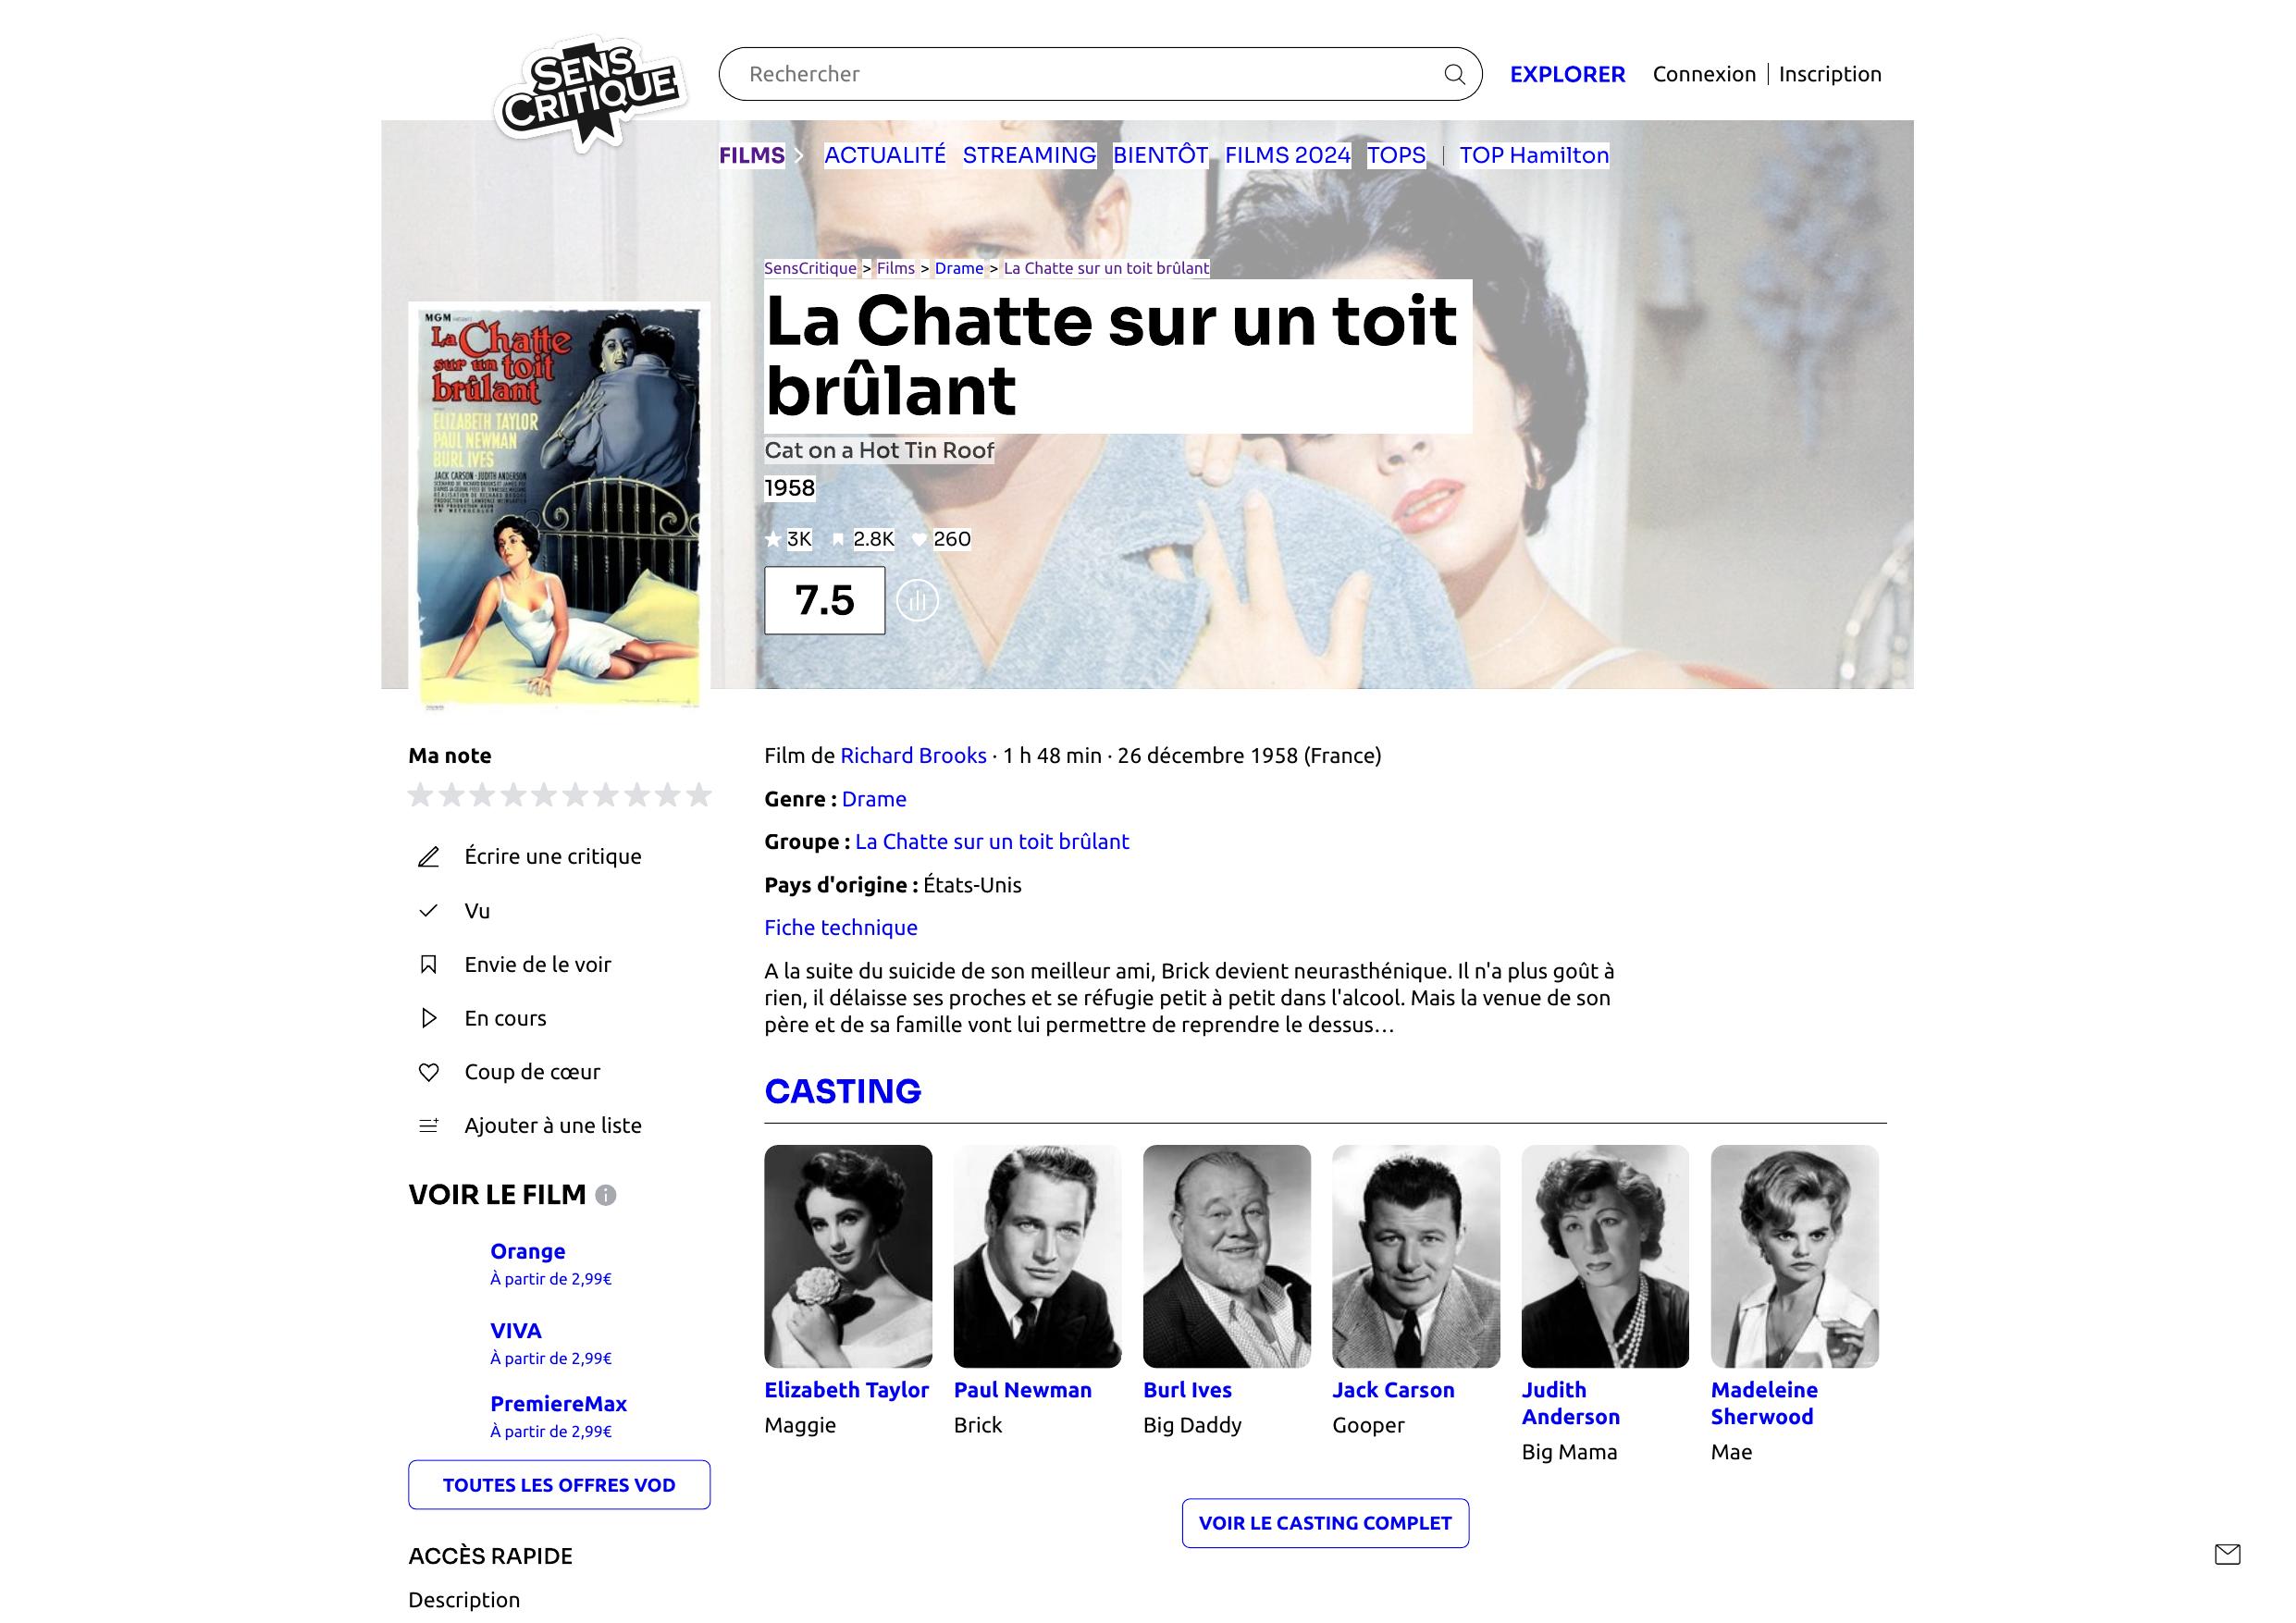 SENS CRITIQUE
Rechercher
EXPLORER Connexion | Inscription
FILMS ACTUALITÉ STREAMING BIENTÔT FILMS 2024 TOPS | TOP Hamilton
SensCritique > Films > Drame > La Chatte sur un toit brûlant
La Chatte sur un toit
brûlant
Cat on a Hot Tin Roof
1958
3K 2.8K 260
7.5
MGM
La Chatte
sur un toit
brûlant
ELIZABETH TAYLOR
PAUL NEWMAN
BURL IVES
JACK CARSON · JUDITH ANDERSON
Ma note
Écrire une critique
Vu
Envie de le voir
En cours
Coup de cœur
Ajouter à une liste
VOIR LE FILM
Orange
À partir de 2,99€
VIVA
À partir de 2,99€
PremiereMax
À partir de 2,99€
TOUTES LES OFFRES VOD
ACCÈS RAPIDE
Description
Film de Richard Brooks · 1 h 48 min · 26 décembre 1958 (France)
Genre : Drame
Groupe : La Chatte sur un toit brûlant
Pays d'origine : États-Unis
Fiche technique
A la suite du suicide de son meilleur ami, Brick devient neurasthénique. Il n'a plus goût à
rien, il délaisse ses proches et se réfugie petit à petit dans l'alcool. Mais la venue de son
père et de sa famille vont lui permettre de reprendre le dessus…
CASTING
Elizabeth Taylor
Maggie
Paul Newman
Brick
Burl Ives
Big Daddy
Jack Carson
Gooper
Judith
Anderson
Big Mama
Madeleine
Sherwood
Mae
VOIR LE CASTING COMPLET